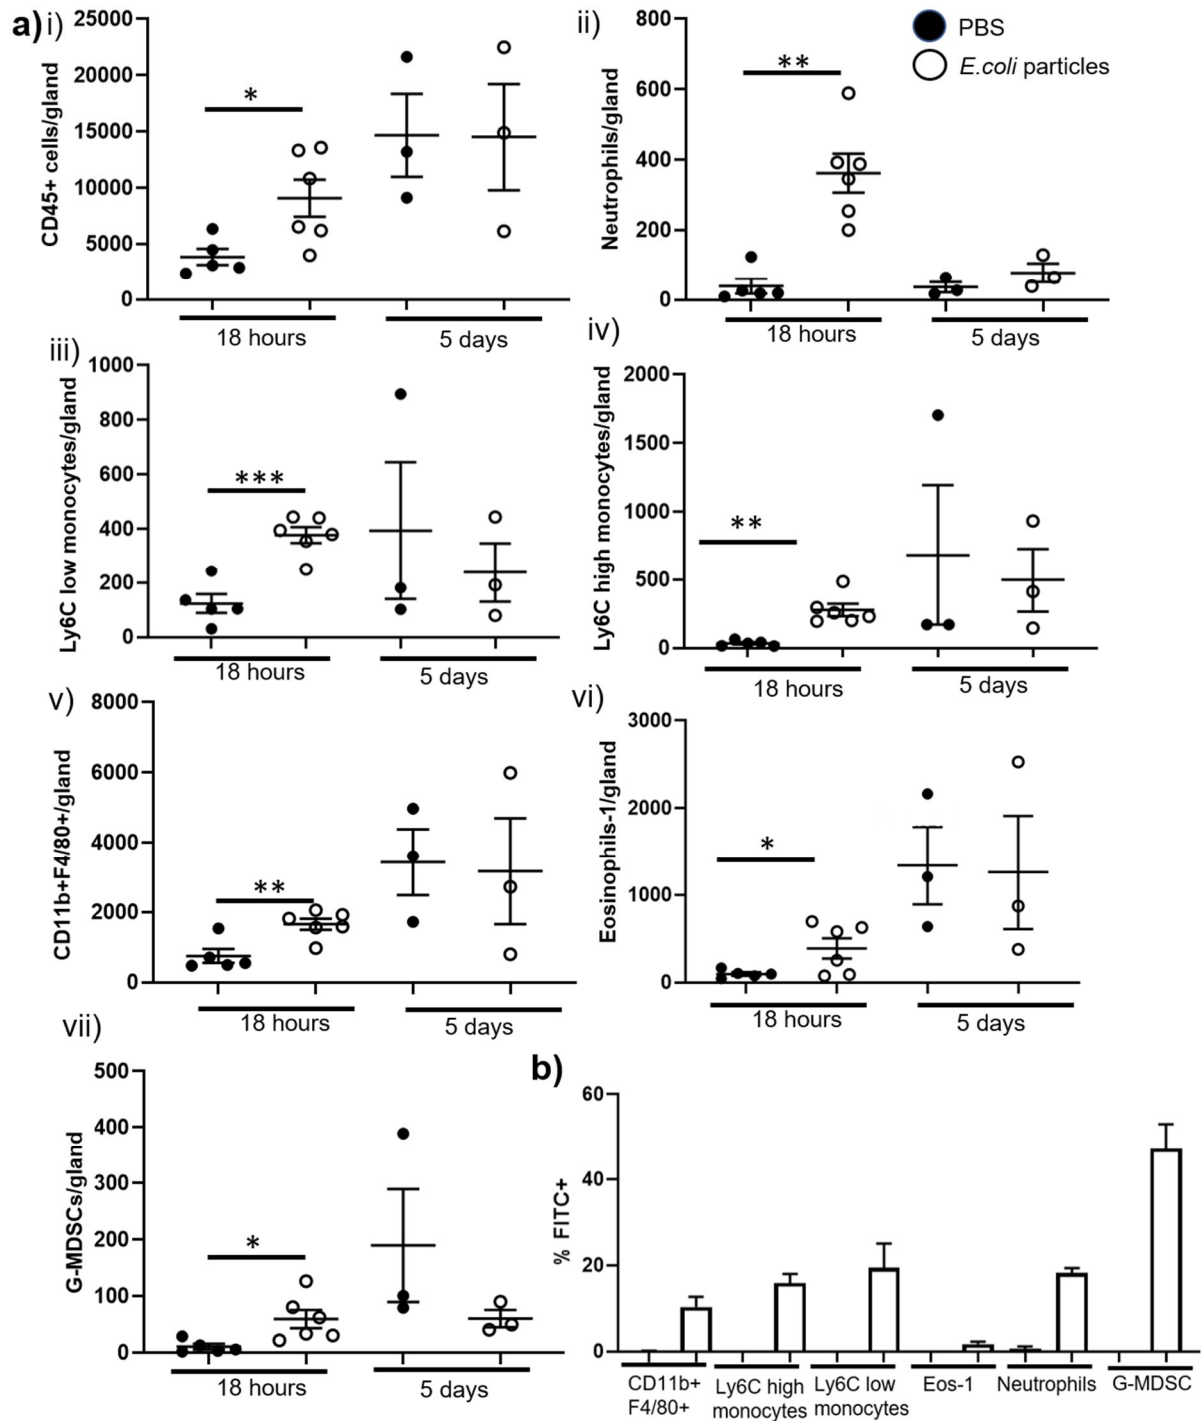 a) i)
25000
20000
15000
10000
5000
0
CD45+ cells/gland
*
18 hours
5 days
ii)
800
600
400
200
0
Neutrophils/gland
**
PBS
E.coli particles
18 hours
5 days
iii)
1000
800
600
400
200
0
Ly6C low monocytes/gland
***
18 hours
5 days
iv)
2000
1500
1000
500
0
Ly6C high monocytes/gland
**
18 hours
5 days
v)
8000
6000
4000
2000
0
CD11b+F4/80+/gland
**
18 hours
5 days
vi)
3000
2000
1000
0
Eosinophils-1/gland
*
18 hours
5 days
vii)
500
400
300
200
100
0
G-MDSCs/gland
*
18 hours
5 days
b)
60
40
20
0
% FITC+
CD11b+
F4/80+
Ly6C high
monocytes
Ly6C low
monocytes
Eos-1
Neutrophils
G-MDSC